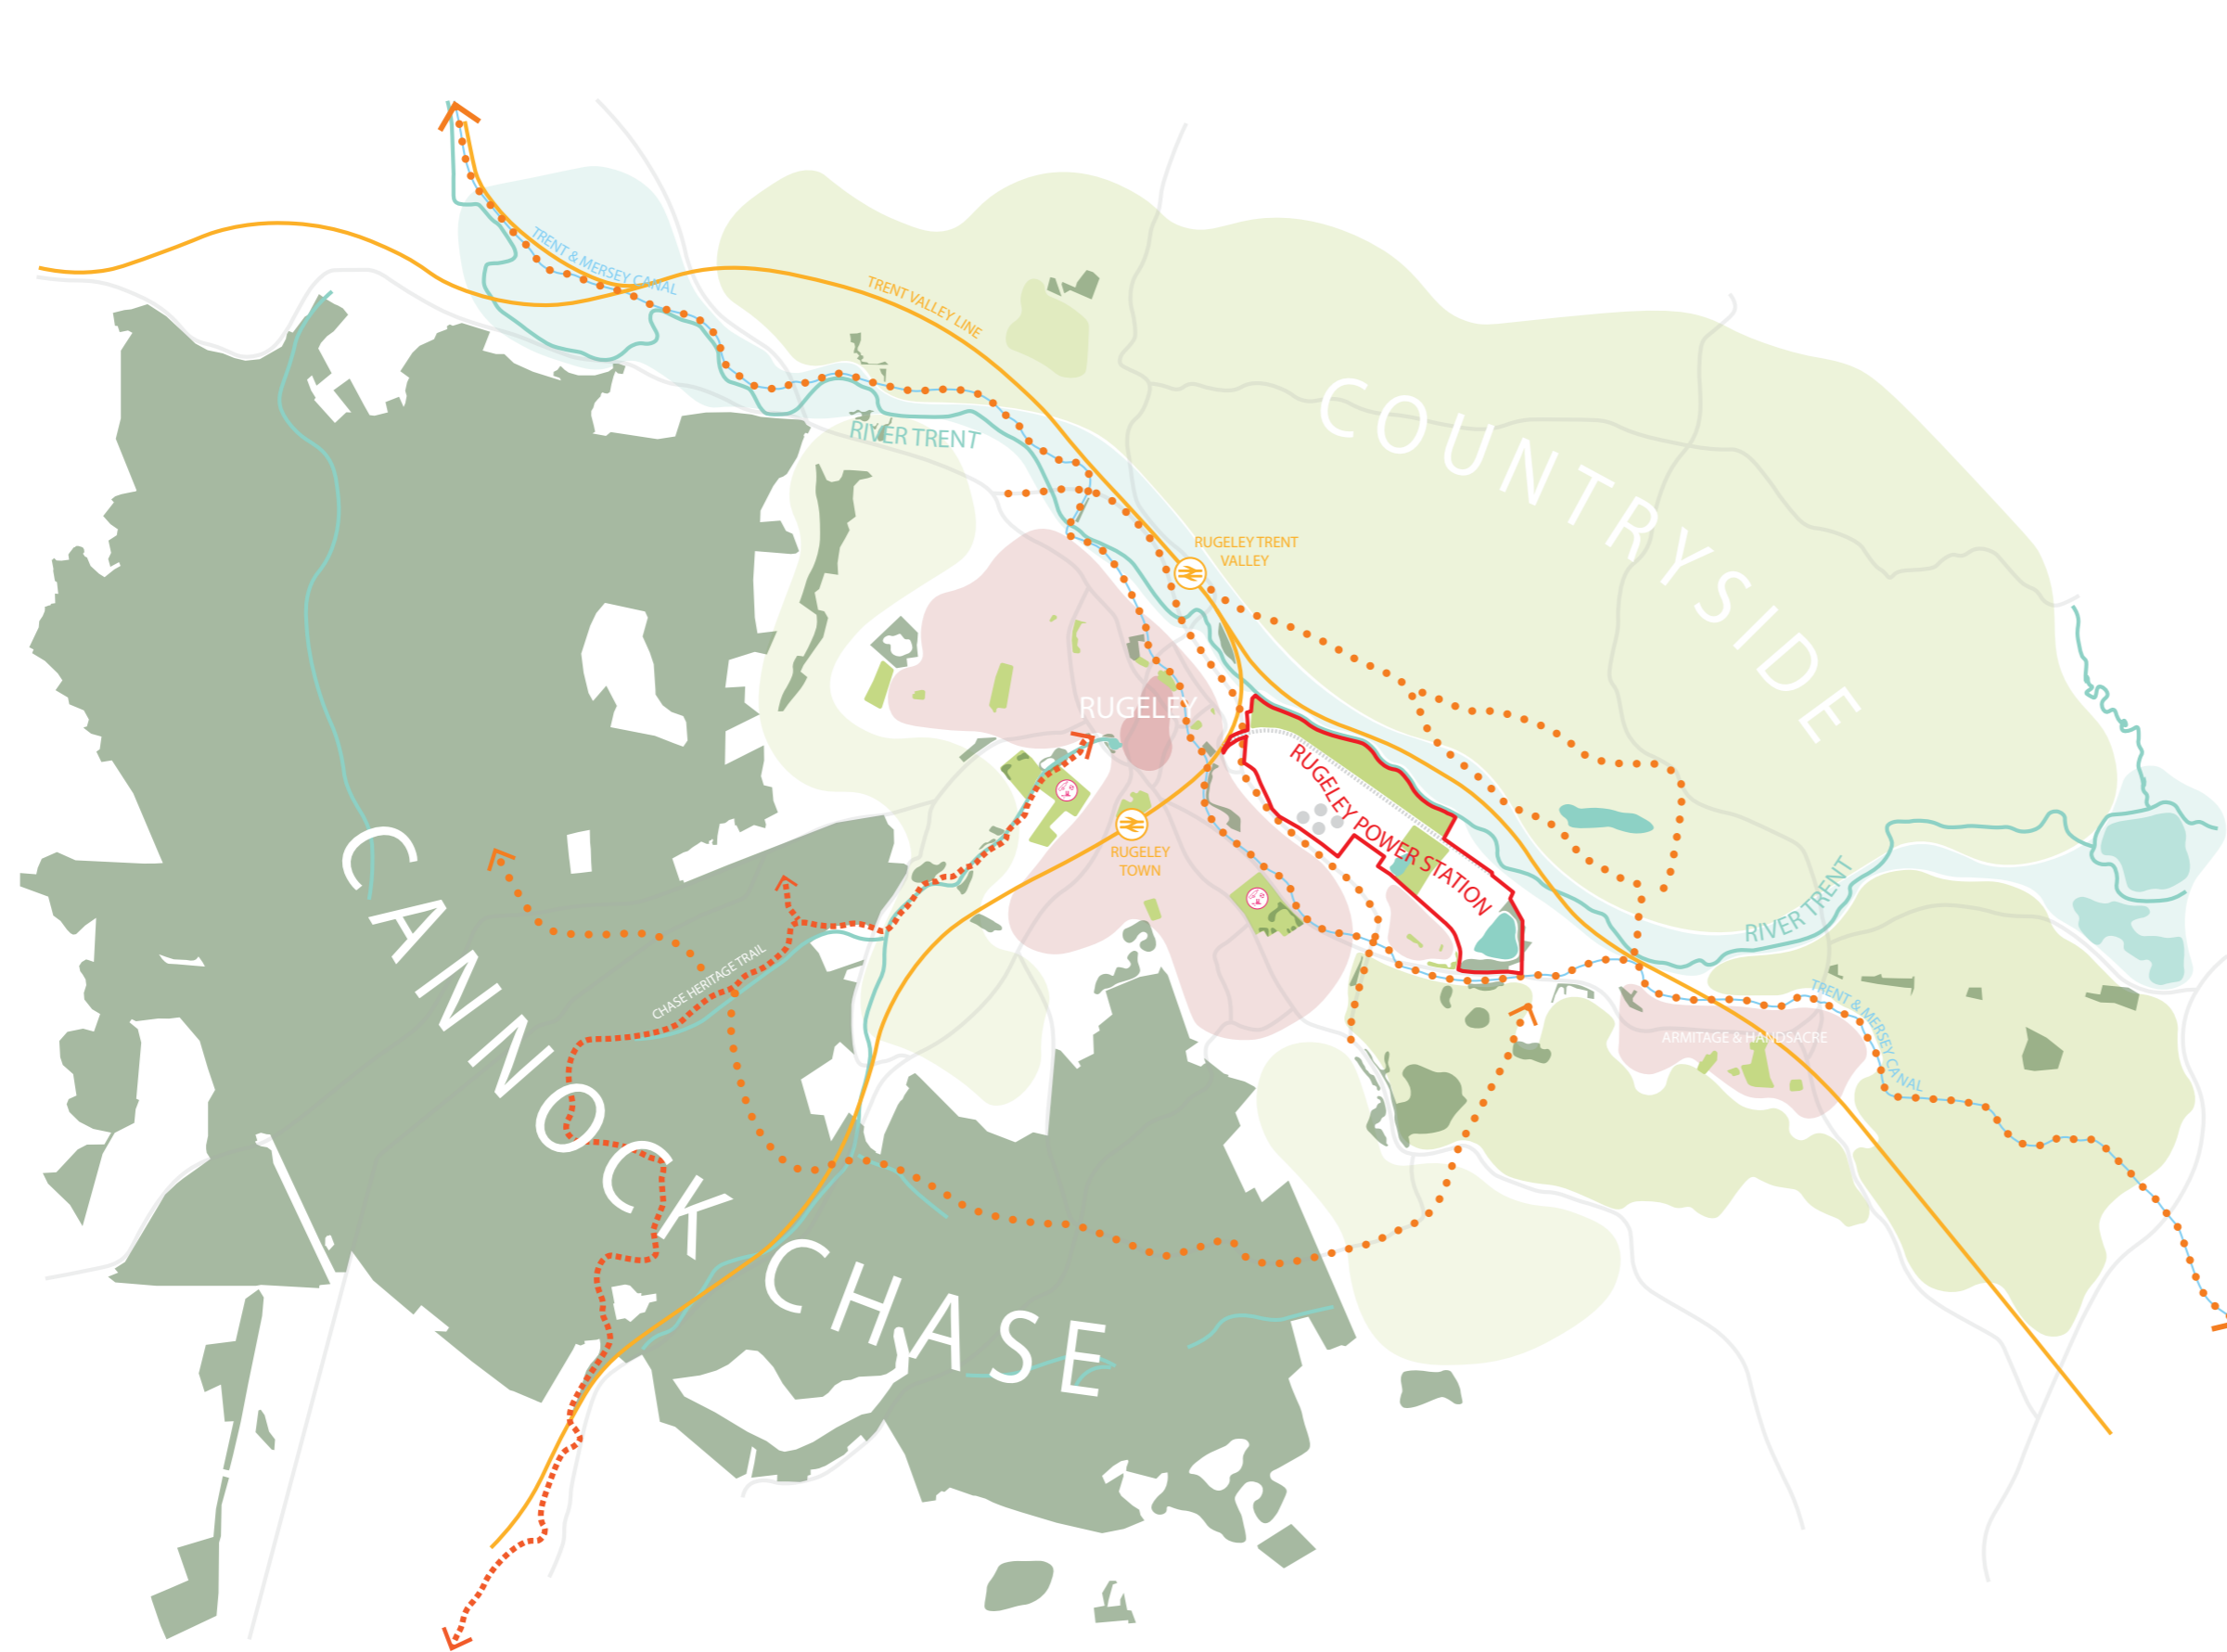 TRENT & MERSEY CANAL
TRENT VALLEY LINE
RIVER TRENT
COUNTRYSIDE
RUGELEY TRENT
VALLEY
RUGELEY
RUGELEY POWER STATION
RUGELEY
TOWN
CANNOCK CHASE
CHASE HERITAGE TRAIL
RIVER TRENT
TRENT & MERSEY CANAL
ARMITAGE & HANDSACRE